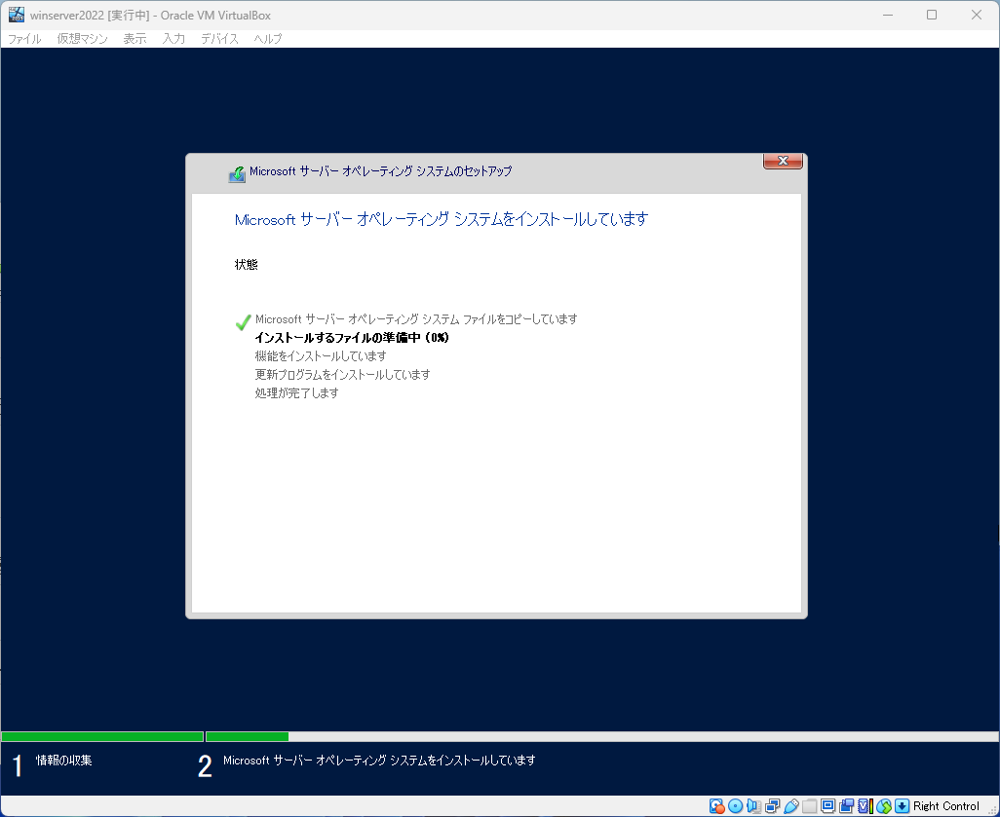 winserver2022 [実行中] - Oracle VM VirtualBox
ファイル 仮想マシン 表示 入力 デバイス ヘルプ
Microsoft サーバー オペレーティング システムのセットアップ
Microsoft サーバー オペレーティング システムをインストールしています
状態
Microsoft サーバー オペレーティング システム ファイルをコピーしています
インストールするファイルの準備中 (0%)
機能をインストールしています
更新プログラムをインストールしています
処理が完了します
1 情報の収集 2 Microsoft サーバー オペレーティング システムをインストールしています
Right Control